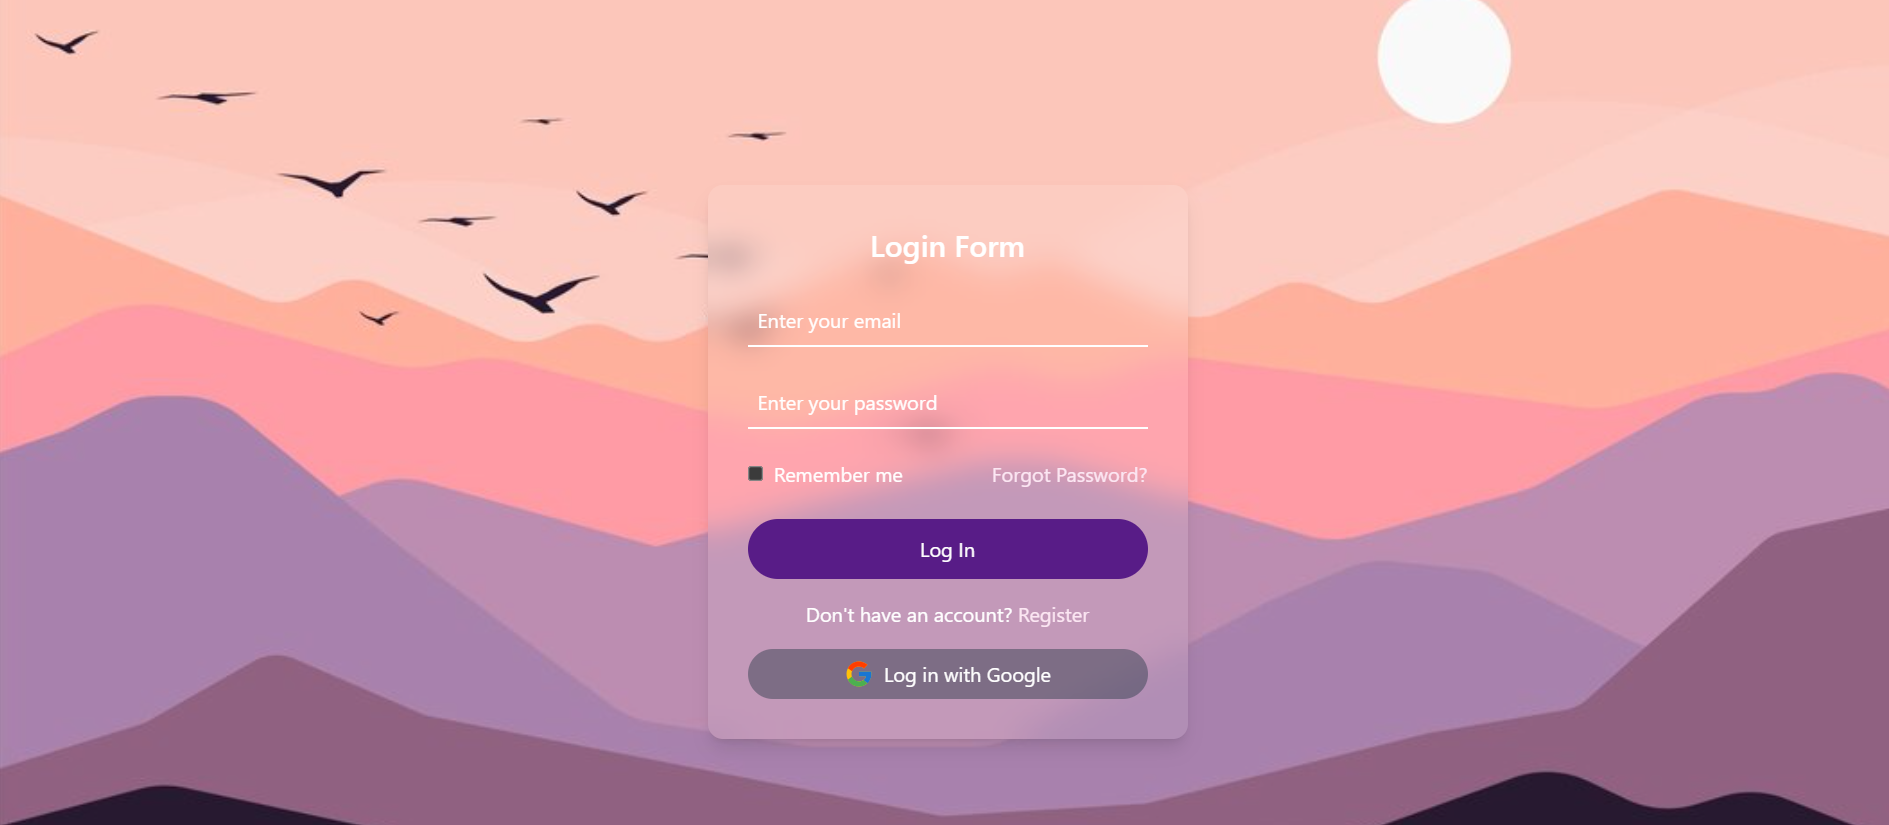 Login Form
Enter your email
Enter your password
Remember me Forgot Password?
Log In
Don't have an account? Register
Log in with Google